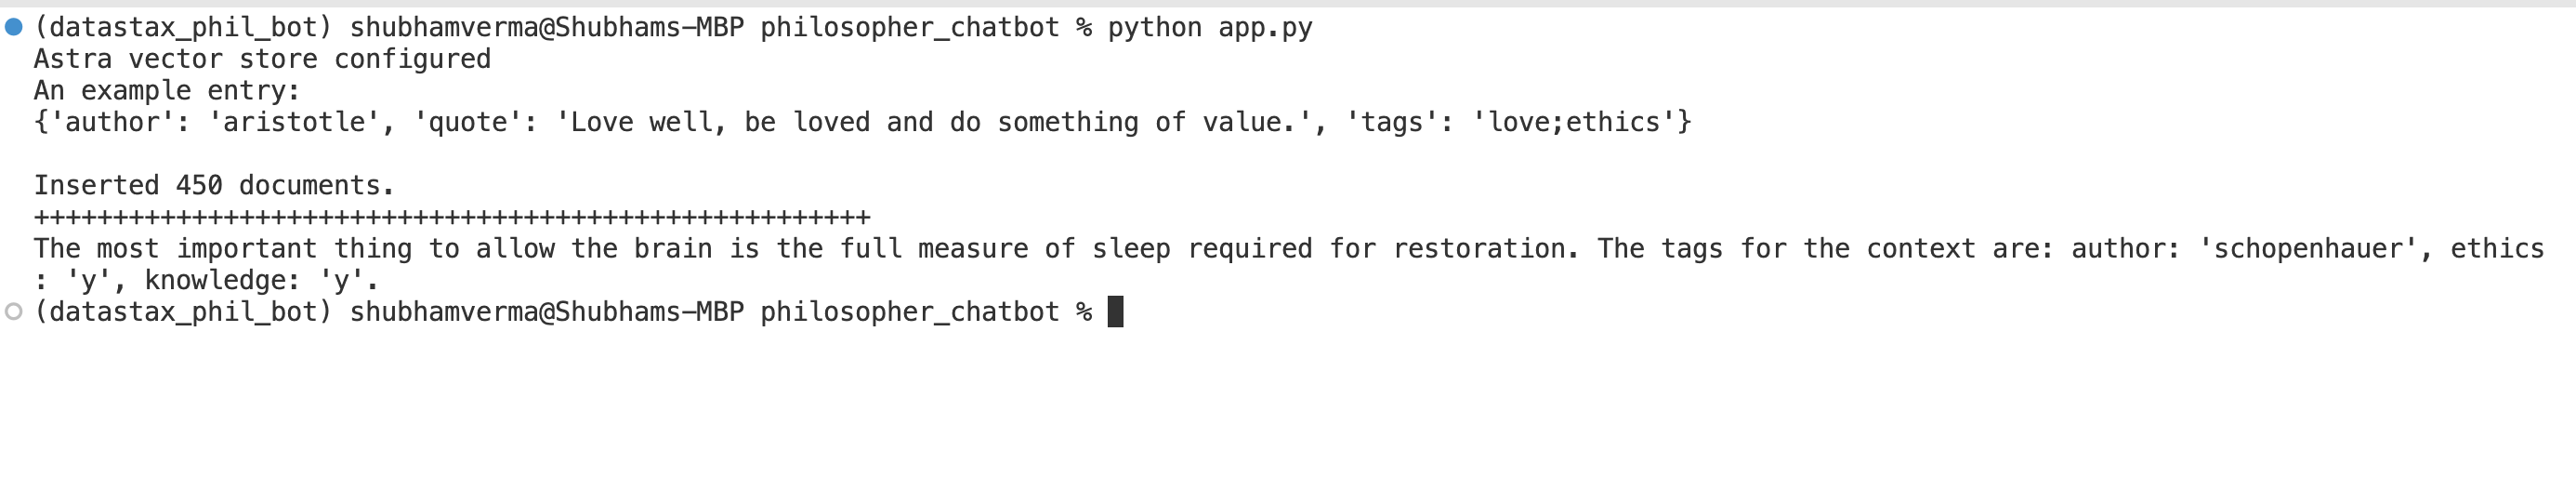 (datastax_phil_bot) shubhamverma@Shubhams-MBP philosopher_chatbot % python app.py
Astra vector store configured
An example entry:
{'author': 'aristotle', 'quote': 'Love well, be loved and do something of value.', 'tags': 'love;ethics'}
Inserted 450 documents.
+++++++++++++++++++++++++++++++++++++++++++++++++++++
The most important thing to allow the brain is the full measure of sleep required for restoration. The tags for the context are: author: 'schopenhauer', ethics
: 'y', knowledge: 'y'.
(datastax_phil_bot) shubhamverma@Shubhams-MBP philosopher_chatbot %